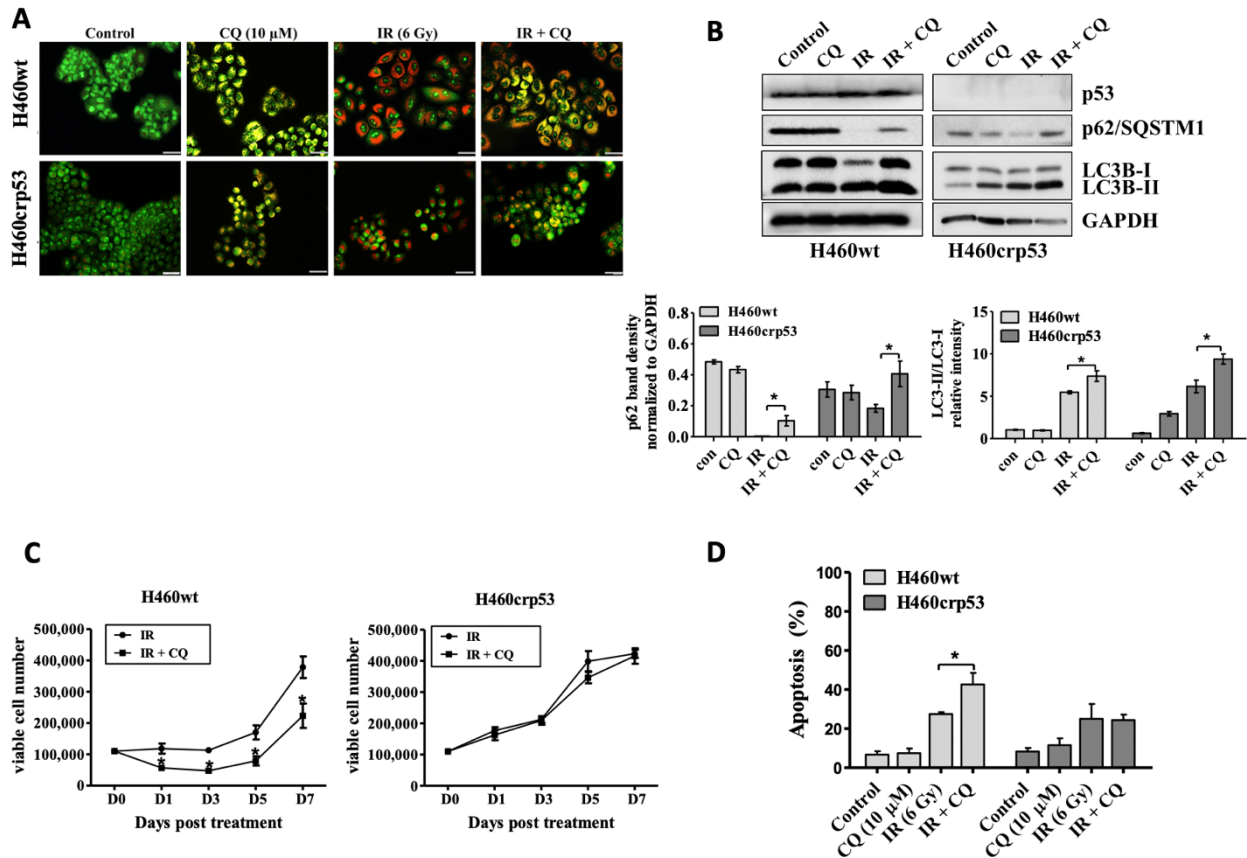 A
Control
CQ (10 µM)
IR (6 Gy)
IR + CQ
H460wt
H460crp53
B
Control
CQ
IR
IR + CQ
Control
CQ
IR
IR + CQ
p53
p62/SQSTM1
LC3B-I
LC3B-II
GAPDH
H460wt
H460crp53
p62 band density
normalized to GAPDH
0.6
0.4
0.2
0.0
H460wt
H460crp53
*
*
con
CQ
IR
IR + CQ
con
CQ
IR
IR + CQ
LC3-II/LC3-I
relative intensity
15
10
5
0
H460wt
H460crp53
*
*
con
CQ
IR
IR + CQ
con
CQ
IR
IR + CQ
C
H460wt
viable cell number
500,000
400,000
300,000
200,000
100,000
0
IR
IR + CQ
*
*
*
*
D0 D1 D3 D5 D7
Days post treatment
H460crp53
viable cell number
500,000
400,000
300,000
200,000
100,000
0
IR
IR + CQ
D0 D1 D3 D5 D7
Days post treatment
D
Apoptosis (%)
100
80
60
40
20
0
H460wt
H460crp53
*
Control
CQ (10 µM)
IR (6 Gy)
IR + CQ
Control
CQ (10 µM)
IR (6 Gy)
IR + CQ